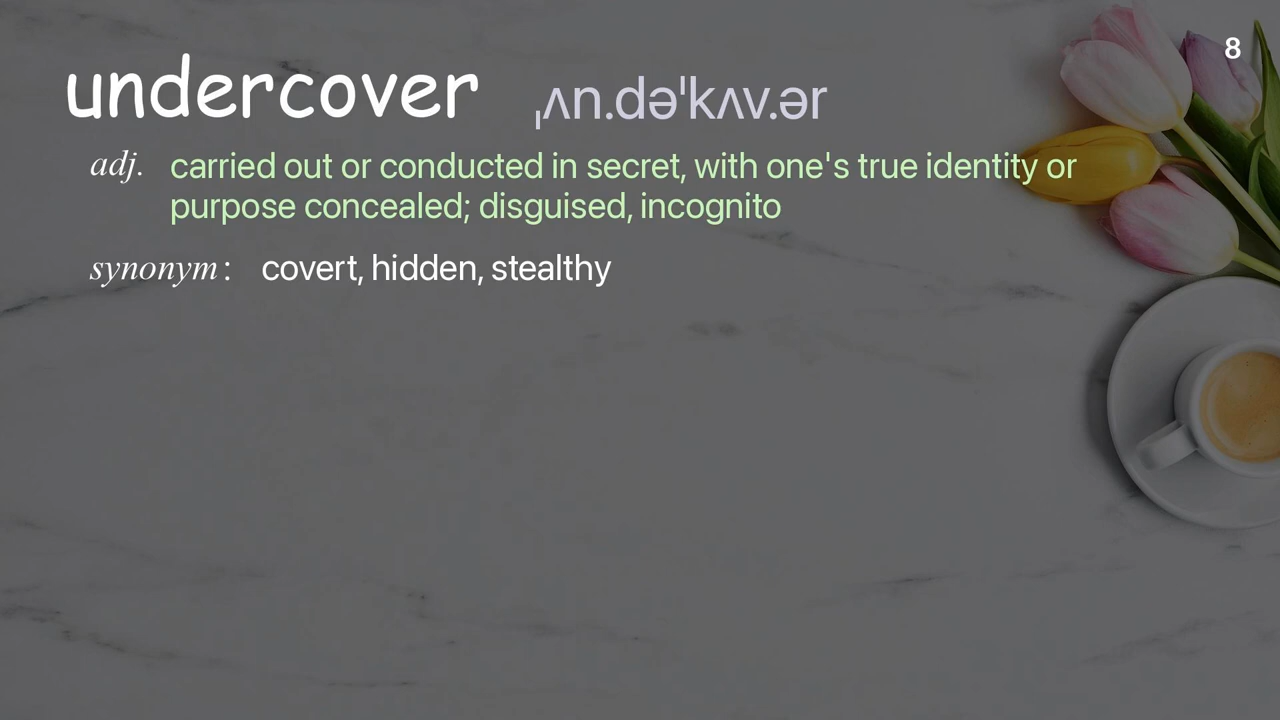 8
undercover ˌʌn.dəˈkʌv.ər
adj. carried out or conducted in secret, with one's true identity or
purpose concealed; disguised, incognito
synonym : covert, hidden, stealthy